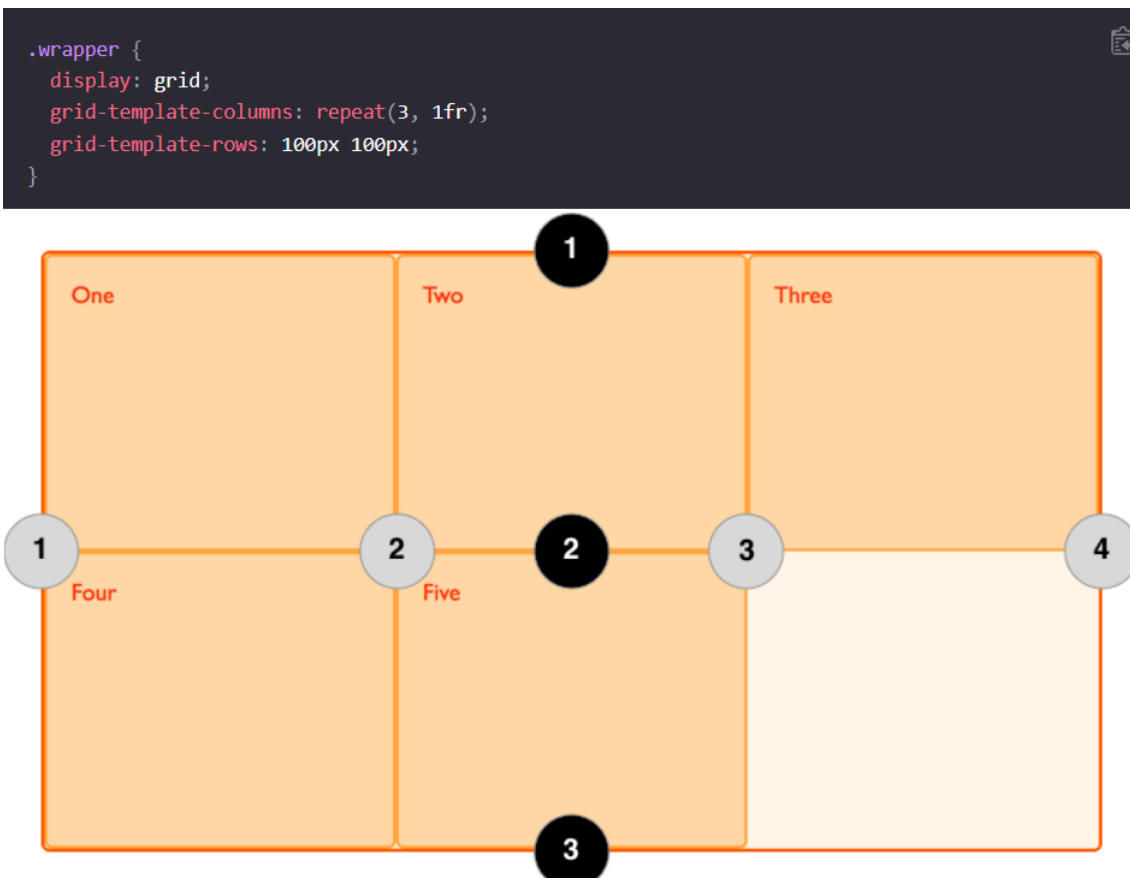 .wrapper {
  display: grid;
  grid-template-columns: repeat(3, 1fr);
  grid-template-rows: 100px 100px;
}
1
One Two Three
1 2 2 3 4
Four Five
3